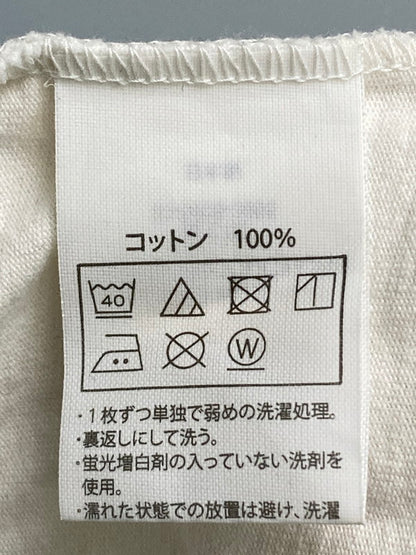 コットン 100%
40
W
・1枚ずつ単独で弱めの洗濯処理。
・裏返しにして洗う。
・蛍光増白剤の入っていない洗剤を
使用。
・濡れた状態での放置は避け、洗濯